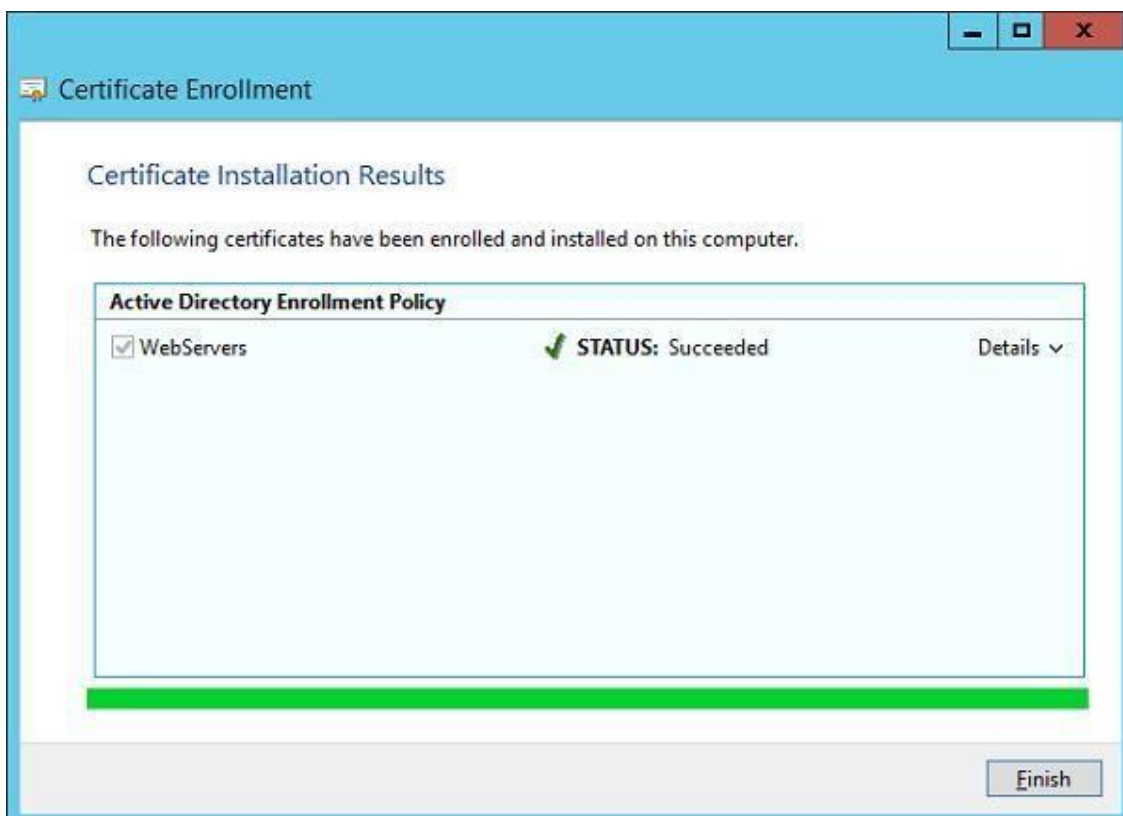 Certificate Enrollment
Certificate Installation Results
The following certificates have been enrolled and installed on this computer.
Active Directory Enrollment Policy
WebServers STATUS: Succeeded Details
Finish